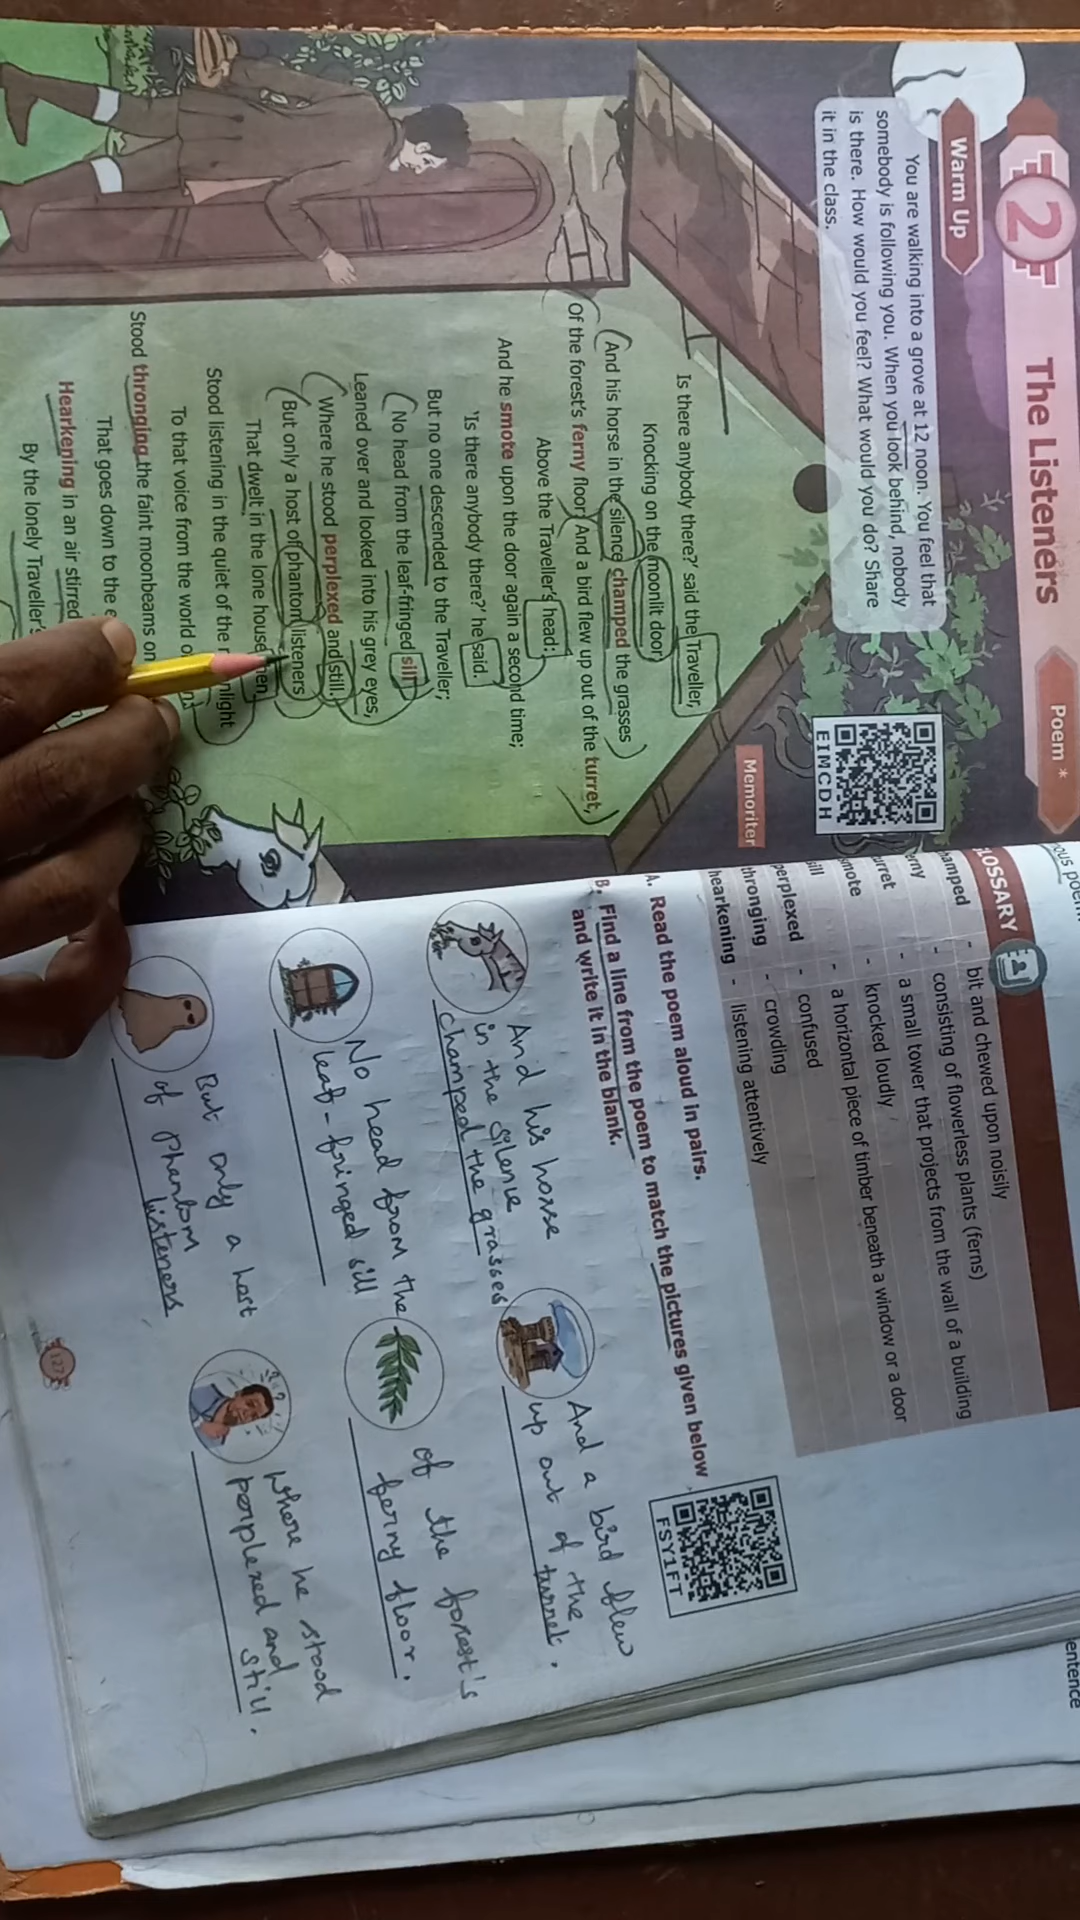 2
The Listeners
Poem *
Warm Up
You are walking into a grove at 12 noon. You feel that
somebody is following you. When you look behind, nobody
is there. How would you feel? What would you do? Share
it in the class.
EIMCDH
Is there anybody there?' said the Traveller,
Knocking on the moonlit door;
And his horse in the silence champed the grasses
Of the forest's ferny floor; And a bird flew up out of the turret,
Above the Traveller's head:
And he smote upon the door again a second time;
'Is there anybody there?' he said.
But no one descended to the Traveller;
No head from the leaf-fringed sill
Leaned over and looked into his grey eyes,
Where he stood perplexed and still.
But only a host of phantom listeners
That dwelt in the lone house
Stood listening in the quiet of the
To that voice from the world
Stood thronging the faint moonbeams on
That goes down to the
Hearkening in an air stirred
By the lonely Traveller's
Memoriter
GLOSSARY
champed - bit and chewed upon noisily
ferny - consisting of flowerless plants (ferns)
turret - a small tower that projects from the wall of a building
smote - knocked loudly
sill - a horizontal piece of timber beneath a window or a door
perplexed - confused
thronging - crowding
hearkening - listening attentively
A. Read the poem aloud in pairs.
B. Find a line from the poem to match the pictures given below
and write it in the blank.
FSY1FT
And his horse
in the silence
champed the grasses
And a bird flew
up out of the
turret.
No head from the
leaf-fringed sill
of the forest's
ferny floor.
But only a host
of phantom
listeners
Where he stood
perplexed and
still.
127
entence